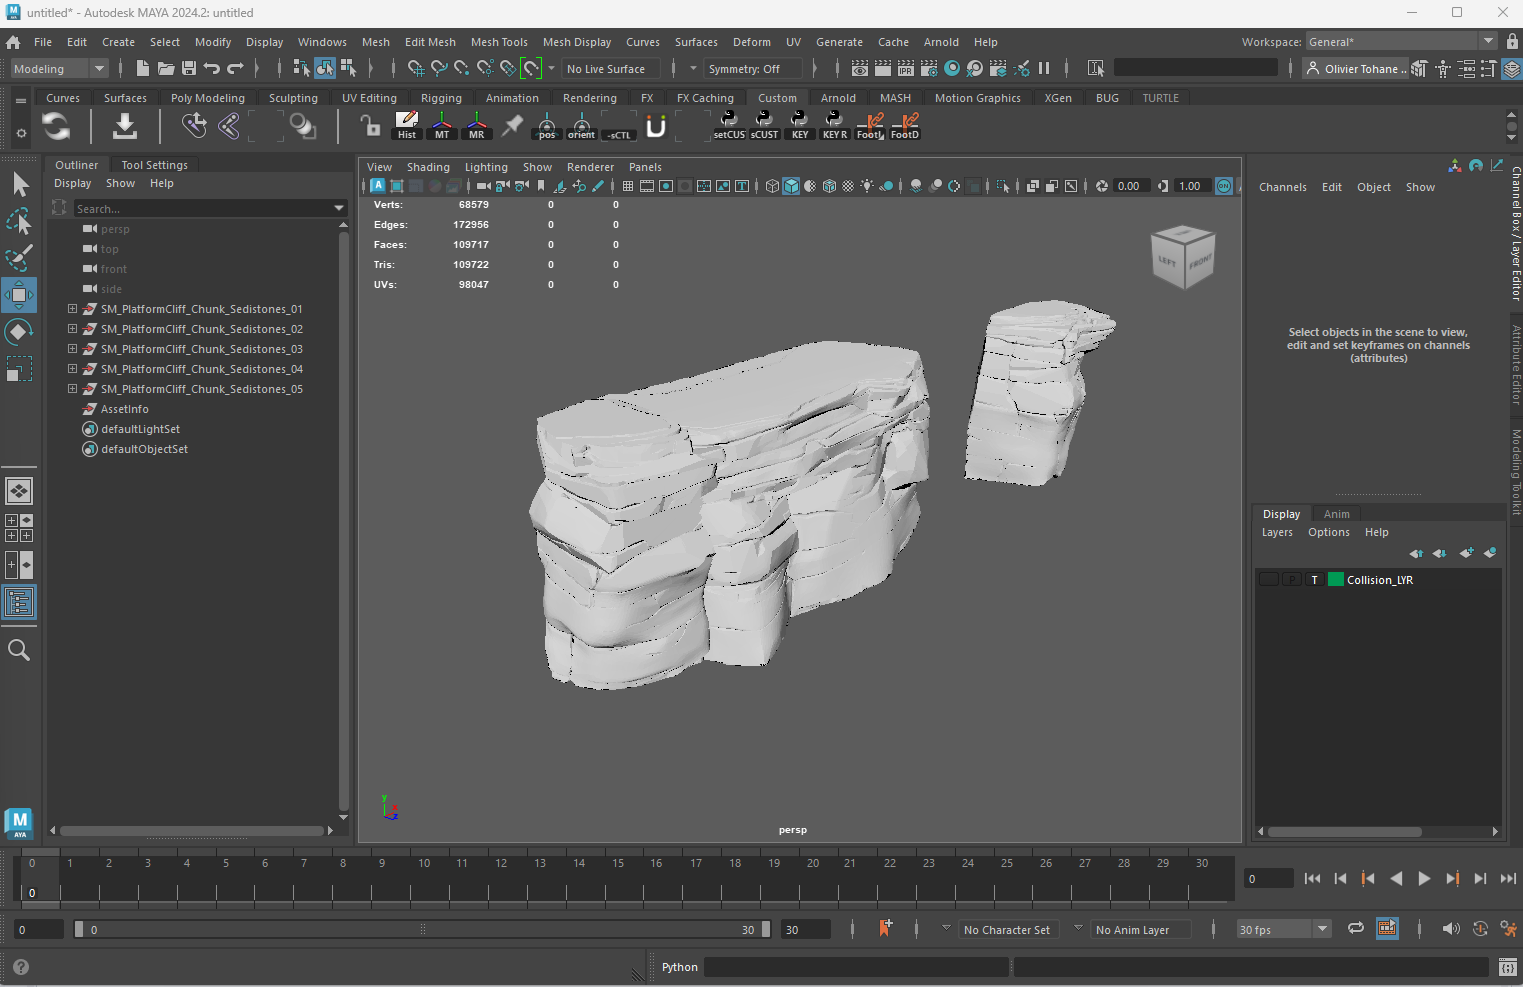 untitled* - Autodesk MAYA 2024.2: untitled
File Edit Create Select Modify Display Windows Mesh Edit Mesh Mesh Tools Mesh Display Curves Surfaces Deform UV Generate Cache Arnold Help Workspace: General*
Modeling No Live Surface Symmetry: Off Olivier Tohane ..
Curves Surfaces Poly Modeling Sculpting UV Editing Rigging Animation Rendering FX FX Caching Custom Arnold MASH Motion Graphics XGen BUG TURTLE
Hist MT MR pos orient -sCTL setCUS sCUST KEY KEY R FootL FootD
Outliner Tool Settings
Display Show Help
Search...
persp
top
front
side
SM_PlatformCliff_Chunk_Sedistones_01
SM_PlatformCliff_Chunk_Sedistones_02
SM_PlatformCliff_Chunk_Sedistones_03
SM_PlatformCliff_Chunk_Sedistones_04
SM_PlatformCliff_Chunk_Sedistones_05
AssetInfo
defaultLightSet
defaultObjectSet
View Shading Lighting Show Renderer Panels
0.00 1.00 ON
Verts: 68579 0 0
Edges: 172956 0 0
Faces: 109717 0 0
Tris: 109722 0 0
UVs: 98047 0 0
LEFT FRONT
y
x
z
persp
Channels Edit Object Show
Select objects in the scene to view,
edit and set keyframes on channels
(attributes)
Channel Box / Layer Editor
Attribute Editor
Modeling Toolkit
Display Anim
Layers Options Help
P T Collision_LYR
M
AYA
0 1 2 3 4 5 6 7 8 9 10 11 12 13 14 15 16 17 18 19 20 21 22 23 24 25 26 27 28 29 30
0
0
0 0 30 30 No Character Set No Anim Layer 30 fps
Python